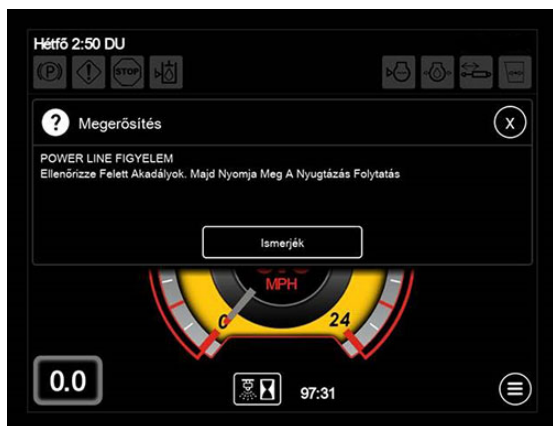 Hétfő 2:50 DU
P
STOP
? Megerősítés
X
POWER LINE FIGYELEM
Ellenőrizze Felett Akadályok. Majd Nyomja Meg A Nyugtázás Folytatás
Ismerjék
MPH
0
24
0.0
97:31